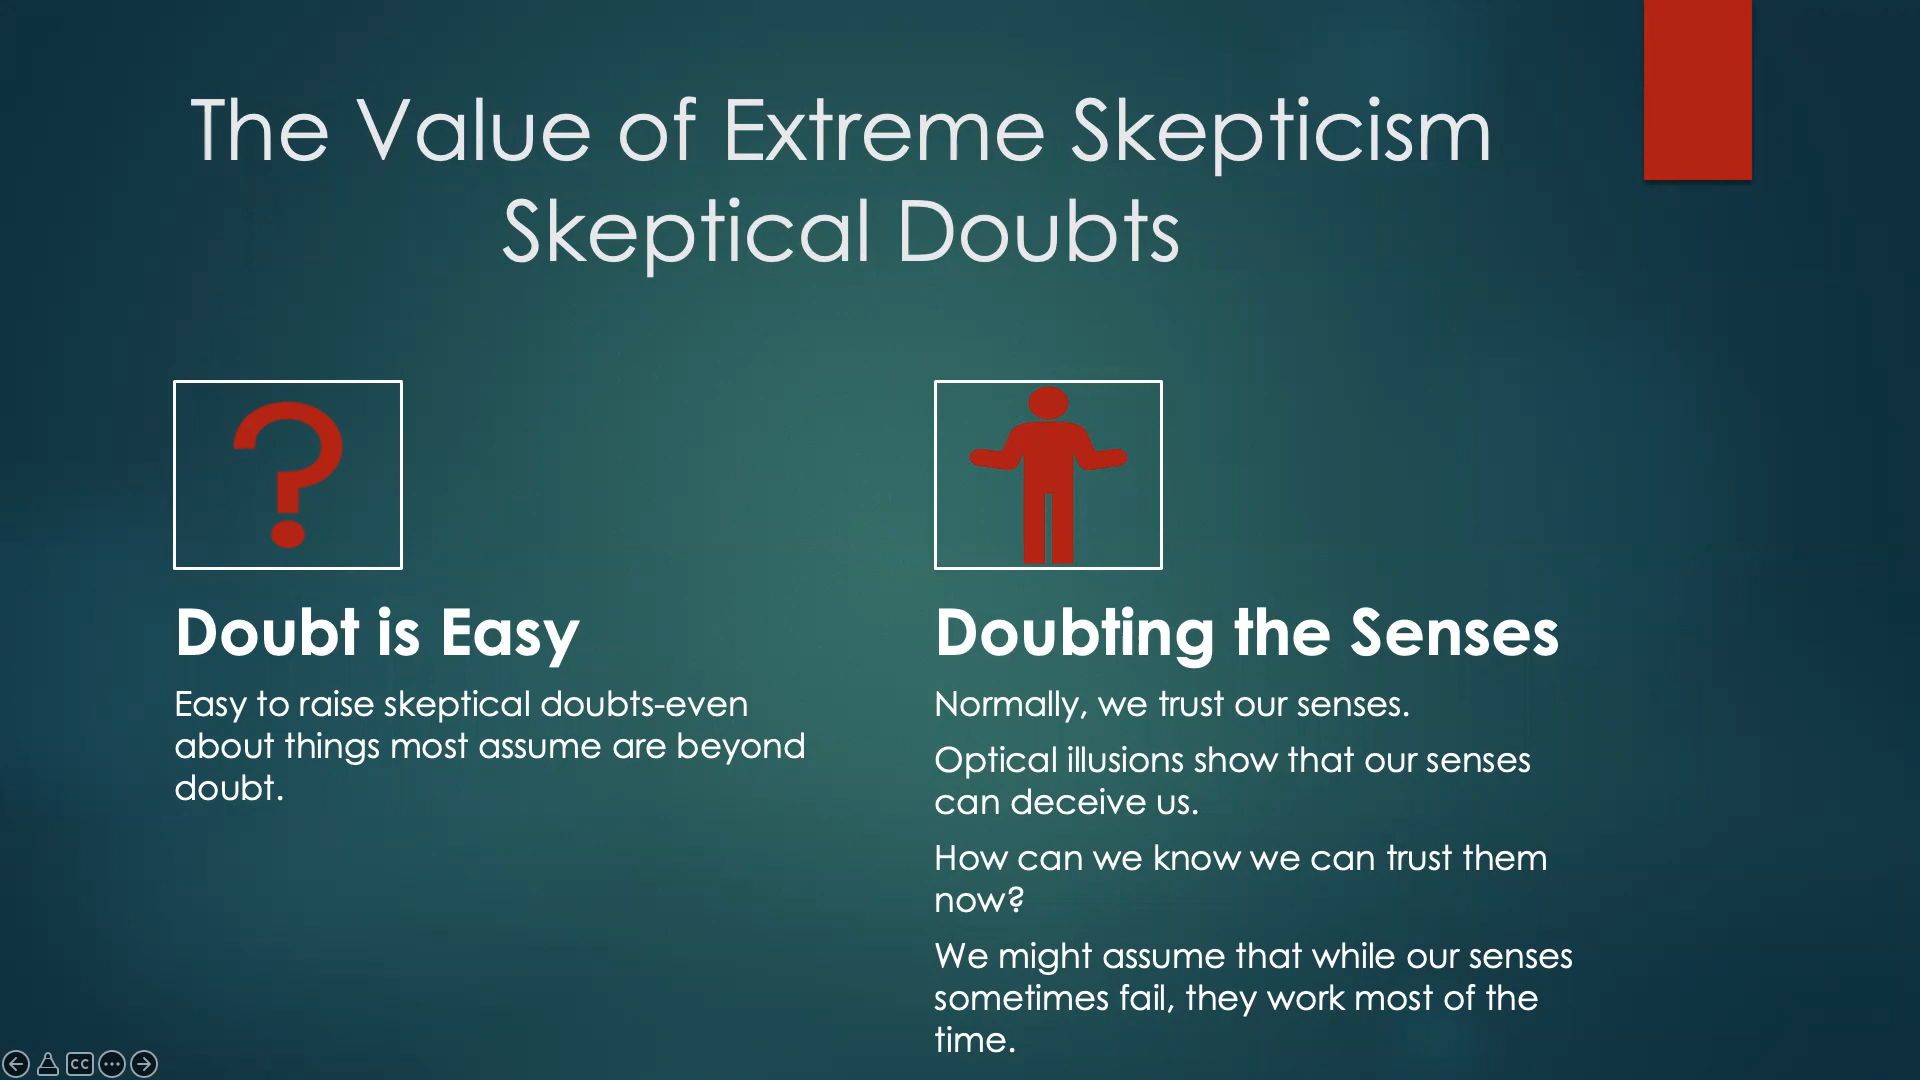 The Value of Extreme Skepticism
Skeptical Doubts
?
Doubt is Easy
Easy to raise skeptical doubts-even
about things most assume are beyond
doubt.
Doubting the Senses
Normally, we trust our senses.
Optical illusions show that our senses
can deceive us.
How can we know we can trust them
now?
We might assume that while our senses
sometimes fail, they work most of the
time.
CC